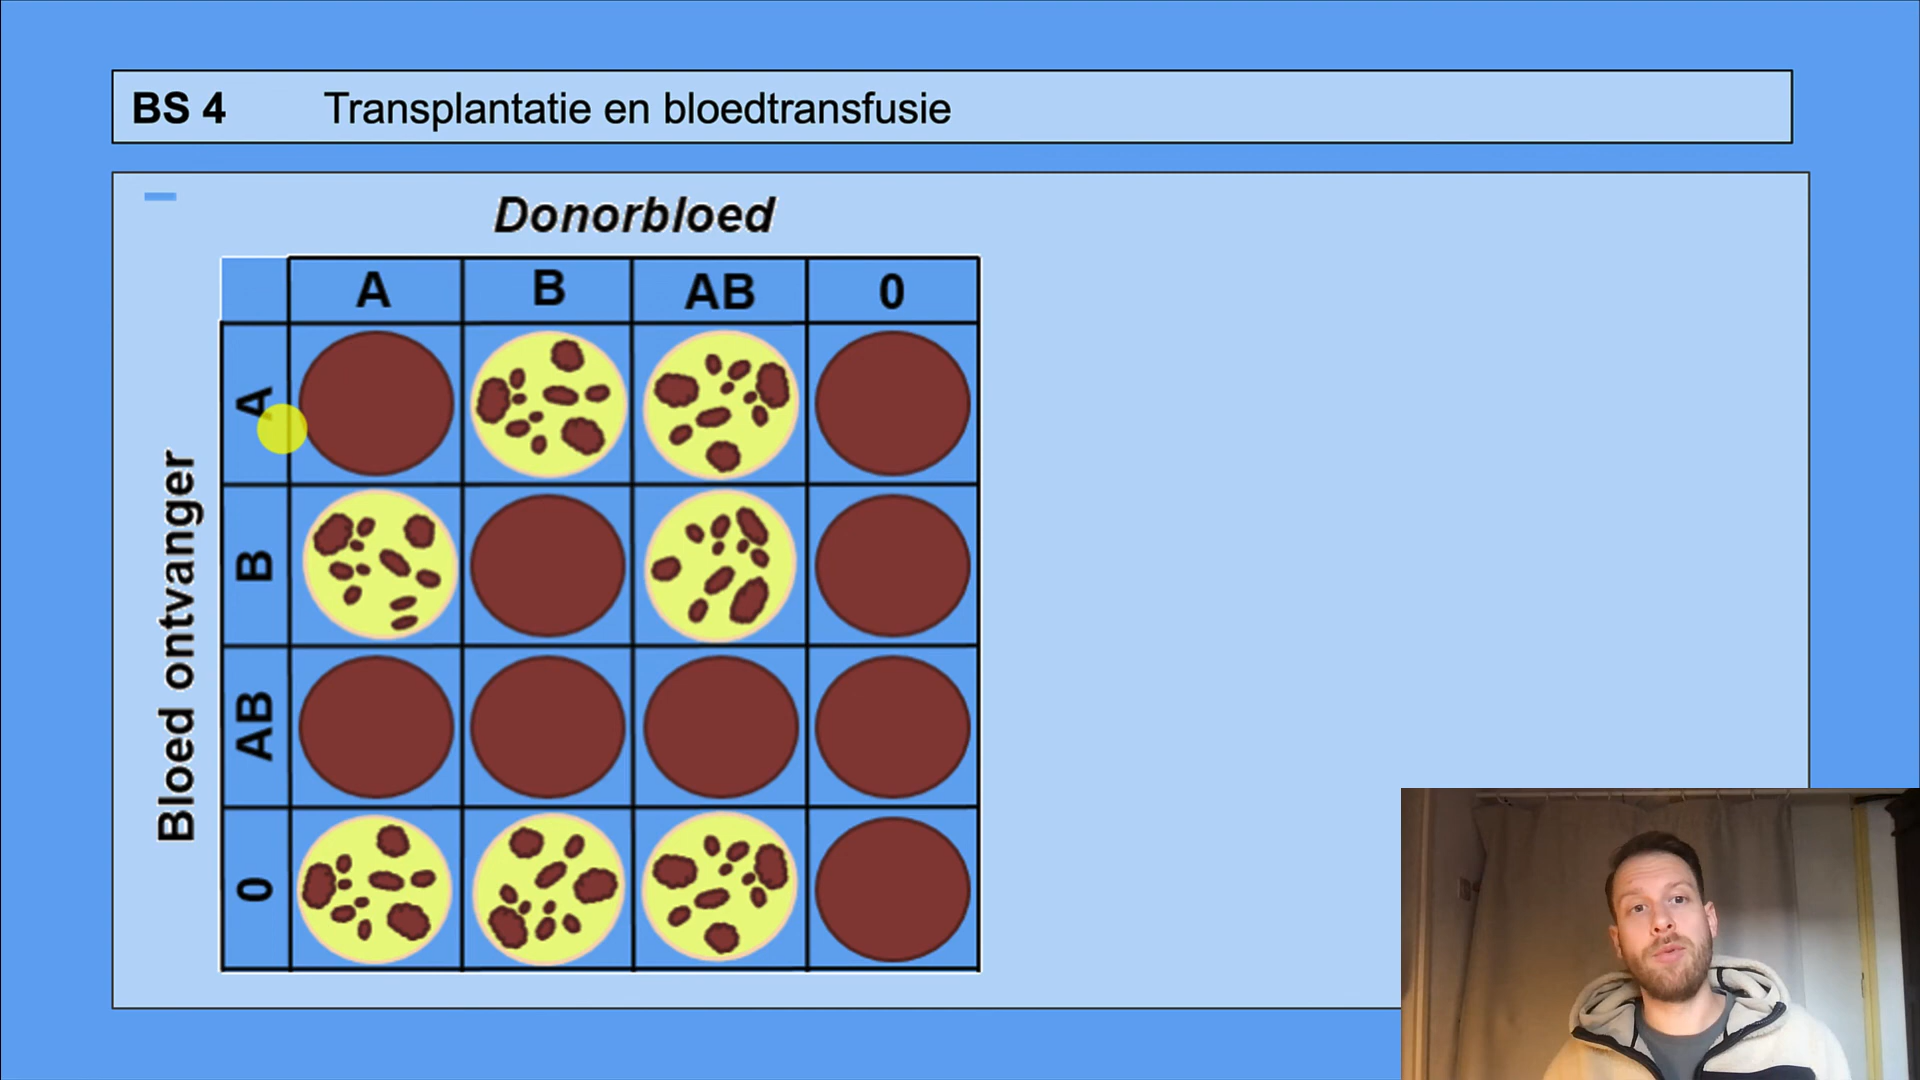 BS 4 Transplantatie en bloedtransfusie
Donorbloed
A B AB 0
Bloed ontvanger
A
B
AB
0